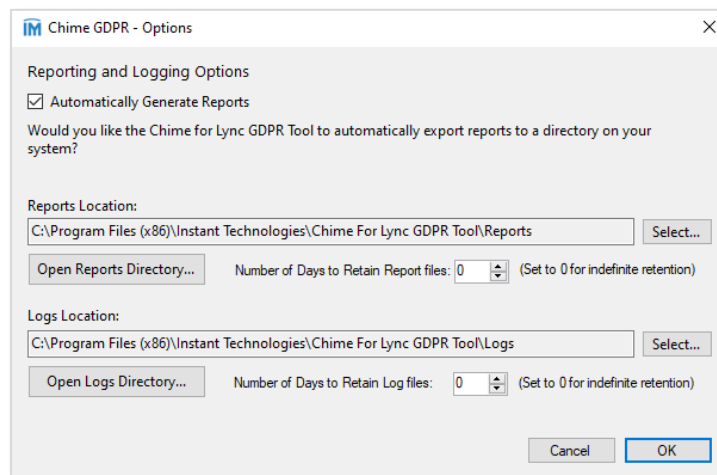 IM Chime GDPR - Options
Reporting and Logging Options
Automatically Generate Reports
Would you like the Chime for Lync GDPR Tool to automatically export reports to a directory on your
system?
Reports Location:
C:\Program Files (x86)\Instant Technologies\Chime For Lync GDPR Tool\Reports Select...
Open Reports Directory... Number of Days to Retain Report files: 0 (Set to 0 for indefinite retention)
Logs Location:
C:\Program Files (x86)\Instant Technologies\Chime For Lync GDPR Tool\Logs Select...
Open Logs Directory... Number of Days to Retain Log files: 0 (Set to 0 for indefinite retention)
Cancel OK